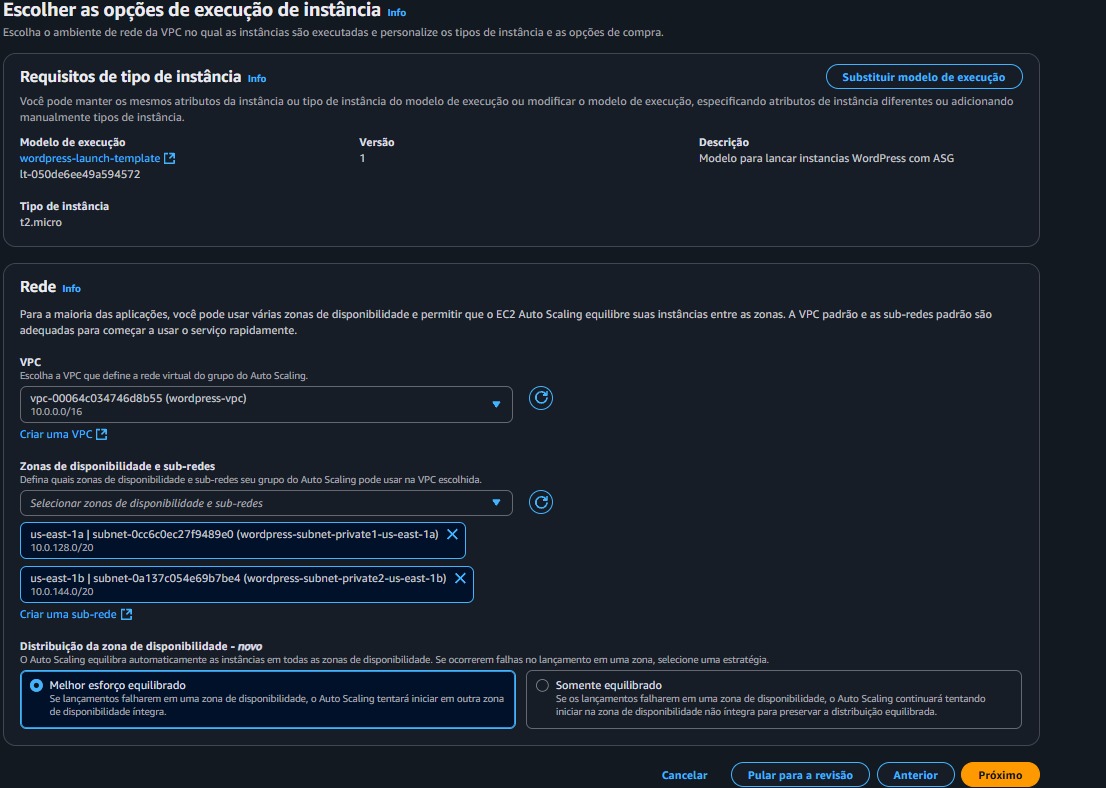 Escolher as opções de execução de instância Info
Escolha o ambiente de rede da VPC no qual as instâncias são executadas e personalize os tipos de instância e as opções de compra.
Requisitos de tipo de instância Info
Substituir modelo de execução
Você pode manter os mesmos atributos da instância ou tipo de instância do modelo de execução ou modificar o modelo de execução, especificando atributos de instância diferentes ou adicionando
manualmente tipos de instância.
Modelo de execução
wordpress-launch-template
lt-050de6ee49a594572
Versão
1
Descrição
Modelo para lancar instancias WordPress com ASG
Tipo de instância
t2.micro
Rede Info
Para a maioria das aplicações, você pode usar várias zonas de disponibilidade e permitir que o EC2 Auto Scaling equilibre suas instâncias entre as zonas. A VPC padrão e as sub-redes padrão são
adequadas para começar a usar o serviço rapidamente.
VPC
Escolha a VPC que define a rede virtual do grupo do Auto Scaling.
vpc-00064c034746d8b55 (wordpress-vpc)
10.0.0.0/16
Criar uma VPC
Zonas de disponibilidade e sub-redes
Defina quais zonas de disponibilidade e sub-redes seu grupo do Auto Scaling pode usar na VPC escolhida.
Selecionar zonas de disponibilidade e sub-redes
us-east-1a | subnet-0cc6c0ec27f9489e0 (wordpress-subnet-private1-us-east-1a)
10.0.128.0/20
us-east-1b | subnet-0a137c054e69b7be4 (wordpress-subnet-private2-us-east-1b)
10.0.144.0/20
Criar uma sub-rede
Distribuição da zona de disponibilidade - novo
O Auto Scaling equilibra automaticamente as instâncias em todas as zonas de disponibilidade. Se ocorrerem falhas no lançamento em uma zona, selecione uma estratégia.
Melhor esforço equilibrado
Se lançamentos falharem em uma zona de disponibilidade, o Auto Scaling tentará iniciar em outra zona
de disponibilidade íntegra.
Somente equilibrado
Se os lançamentos falharem em uma zona de disponibilidade, o Auto Scaling continuará tentando
iniciar na zona de disponibilidade não íntegra para preservar a distribuição equilibrada.
Cancelar
Pular para a revisão
Anterior
Próximo